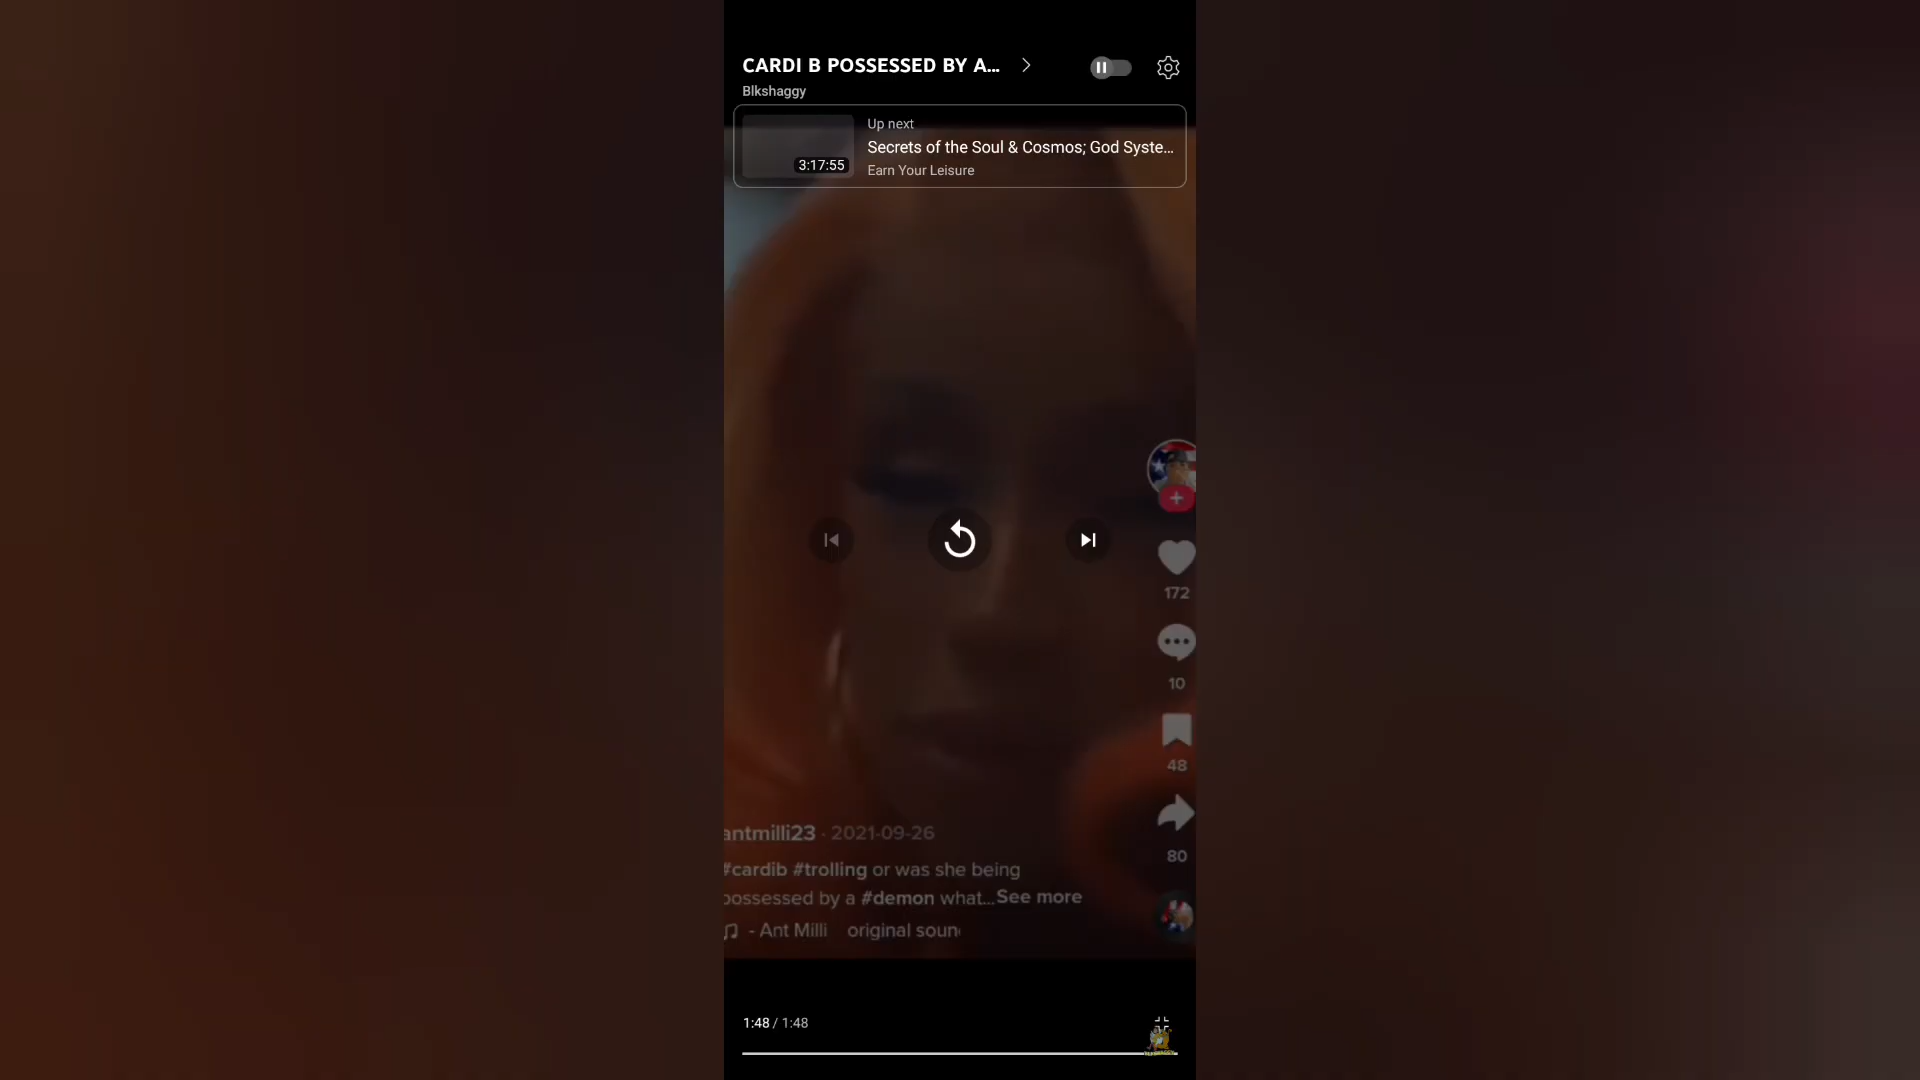 CARDI B POSSESSED BY A...
Blkshaggy
Up next
Secrets of the Soul & Cosmos; God Syste...
3:17:55
Earn Your Leisure
172
10
48
80
antmilli23 · 2021-09-26
#cardib #trolling or was she being
possessed by a #demon what...See more
- Ant Milli original soun
1:48 / 1:48